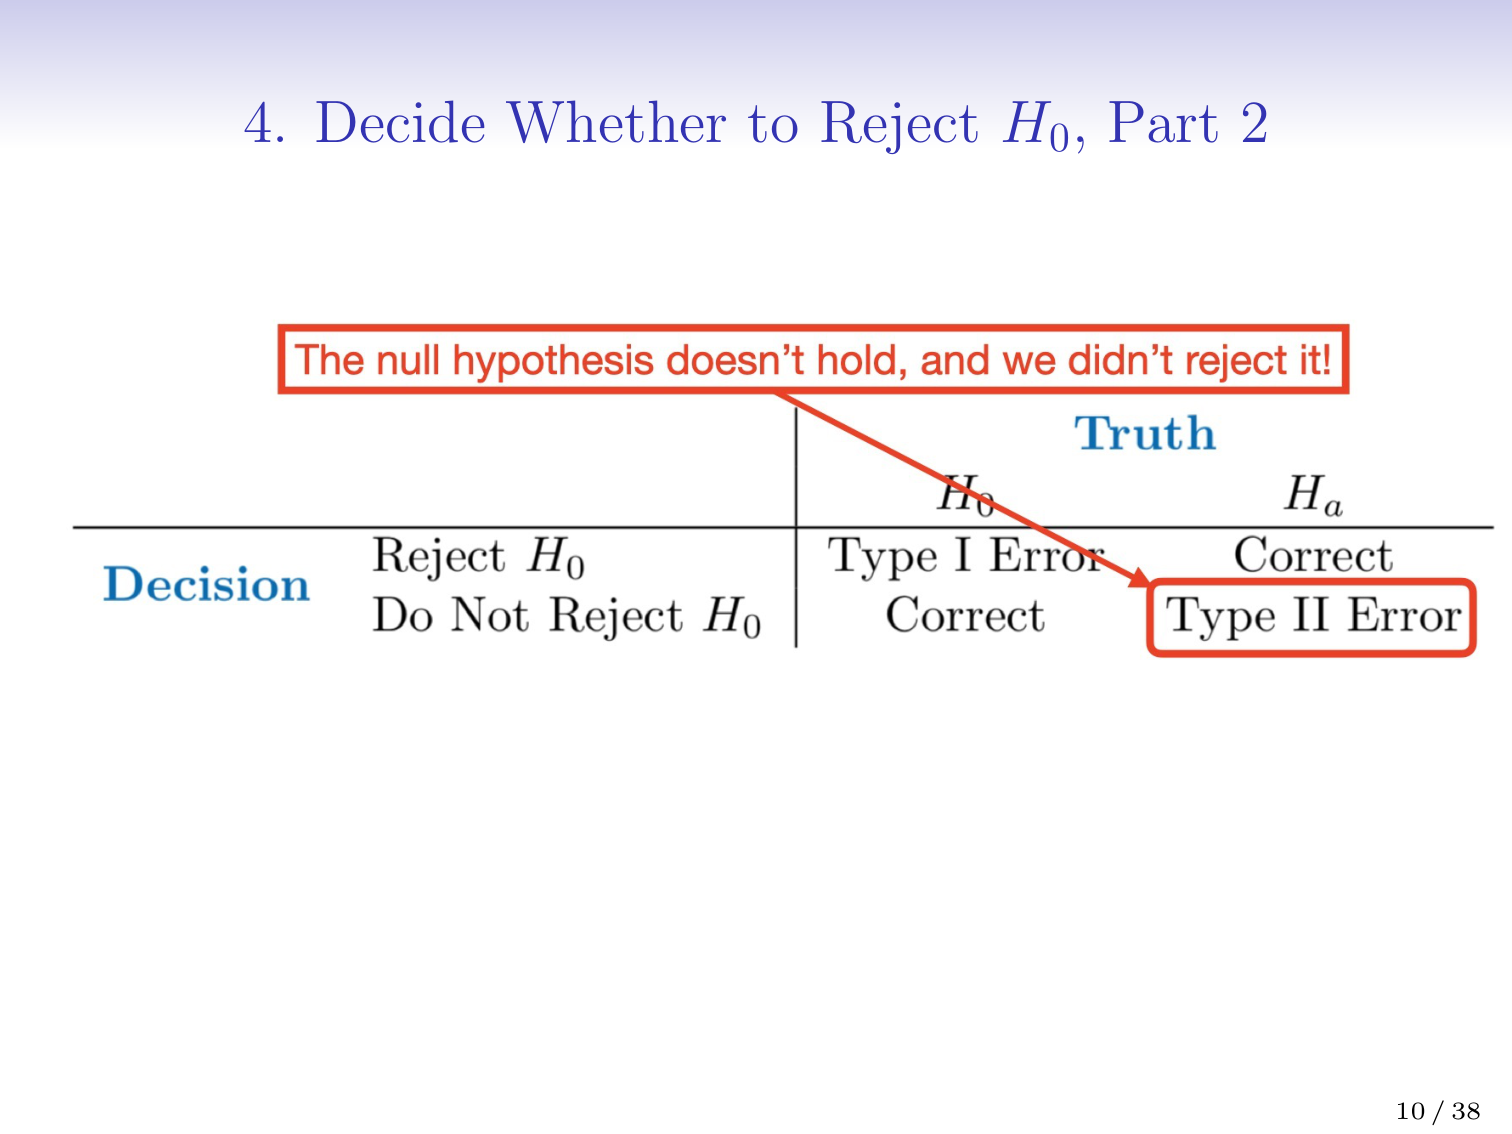 4. Decide Whether to Reject H₀, Part 2
The null hypothesis doesn't hold, and we didn't reject it!
Truth
H₀ Hₐ
Decision
Reject H₀ Type I Error Correct
Do Not Reject H₀ Correct Type II Error
10 / 38